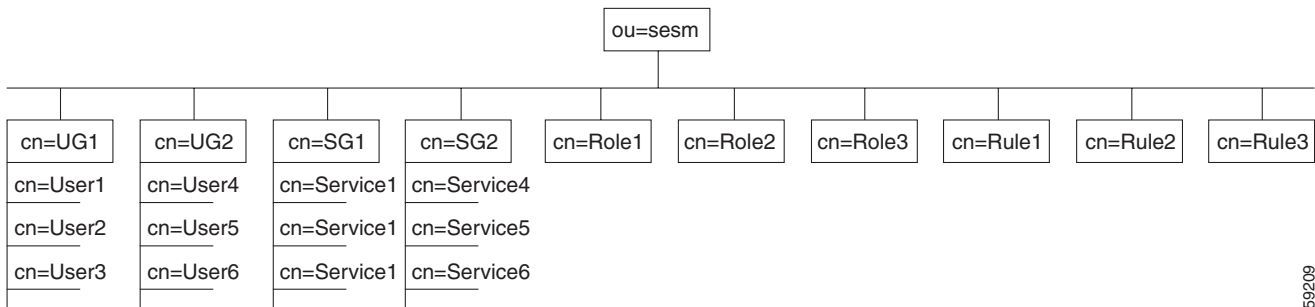 ou=sesm
cn=UG1 cn=UG2 cn=SG1 cn=SG2 cn=Role1 cn=Role2 cn=Role3 cn=Rule1 cn=Rule2 cn=Rule3
cn=User1 cn=User4 cn=Service1 cn=Service4
cn=User2 cn=User5 cn=Service1 cn=Service5
cn=User3 cn=User6 cn=Service1 cn=Service6
59209